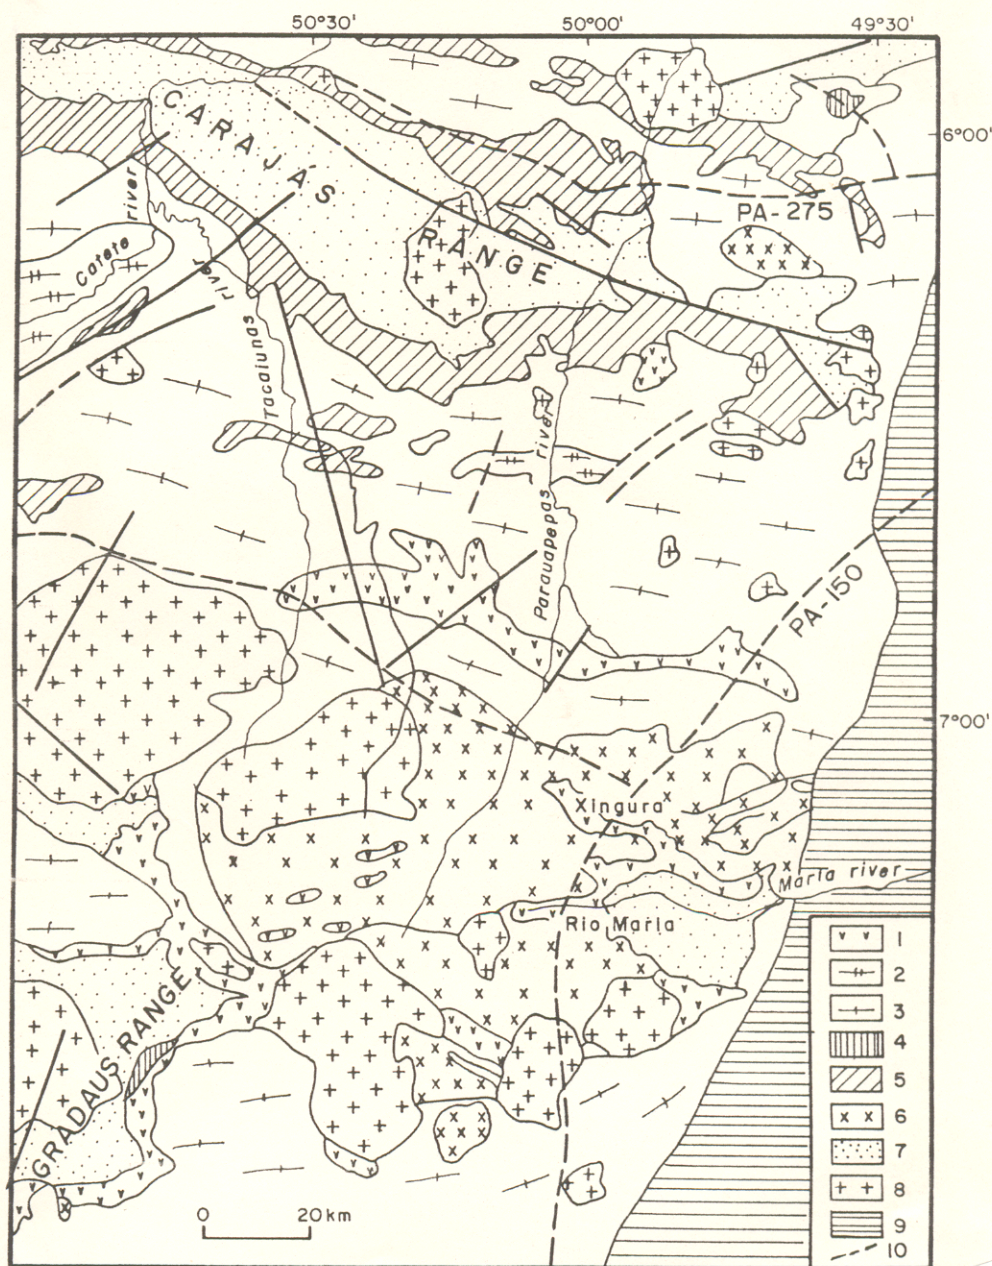 50°30'
50°00'
49°30'
CARAJÁS
6°00'
river
PA-275
Catete
RANGE
river
Tacaiunas
river
Parauapepas
PA-150
7°00'
Xingura
Maria river
Rio Maria
GRADAUS RANGE
1
2
3
4
5
6
7
8
9
10
0 20 km